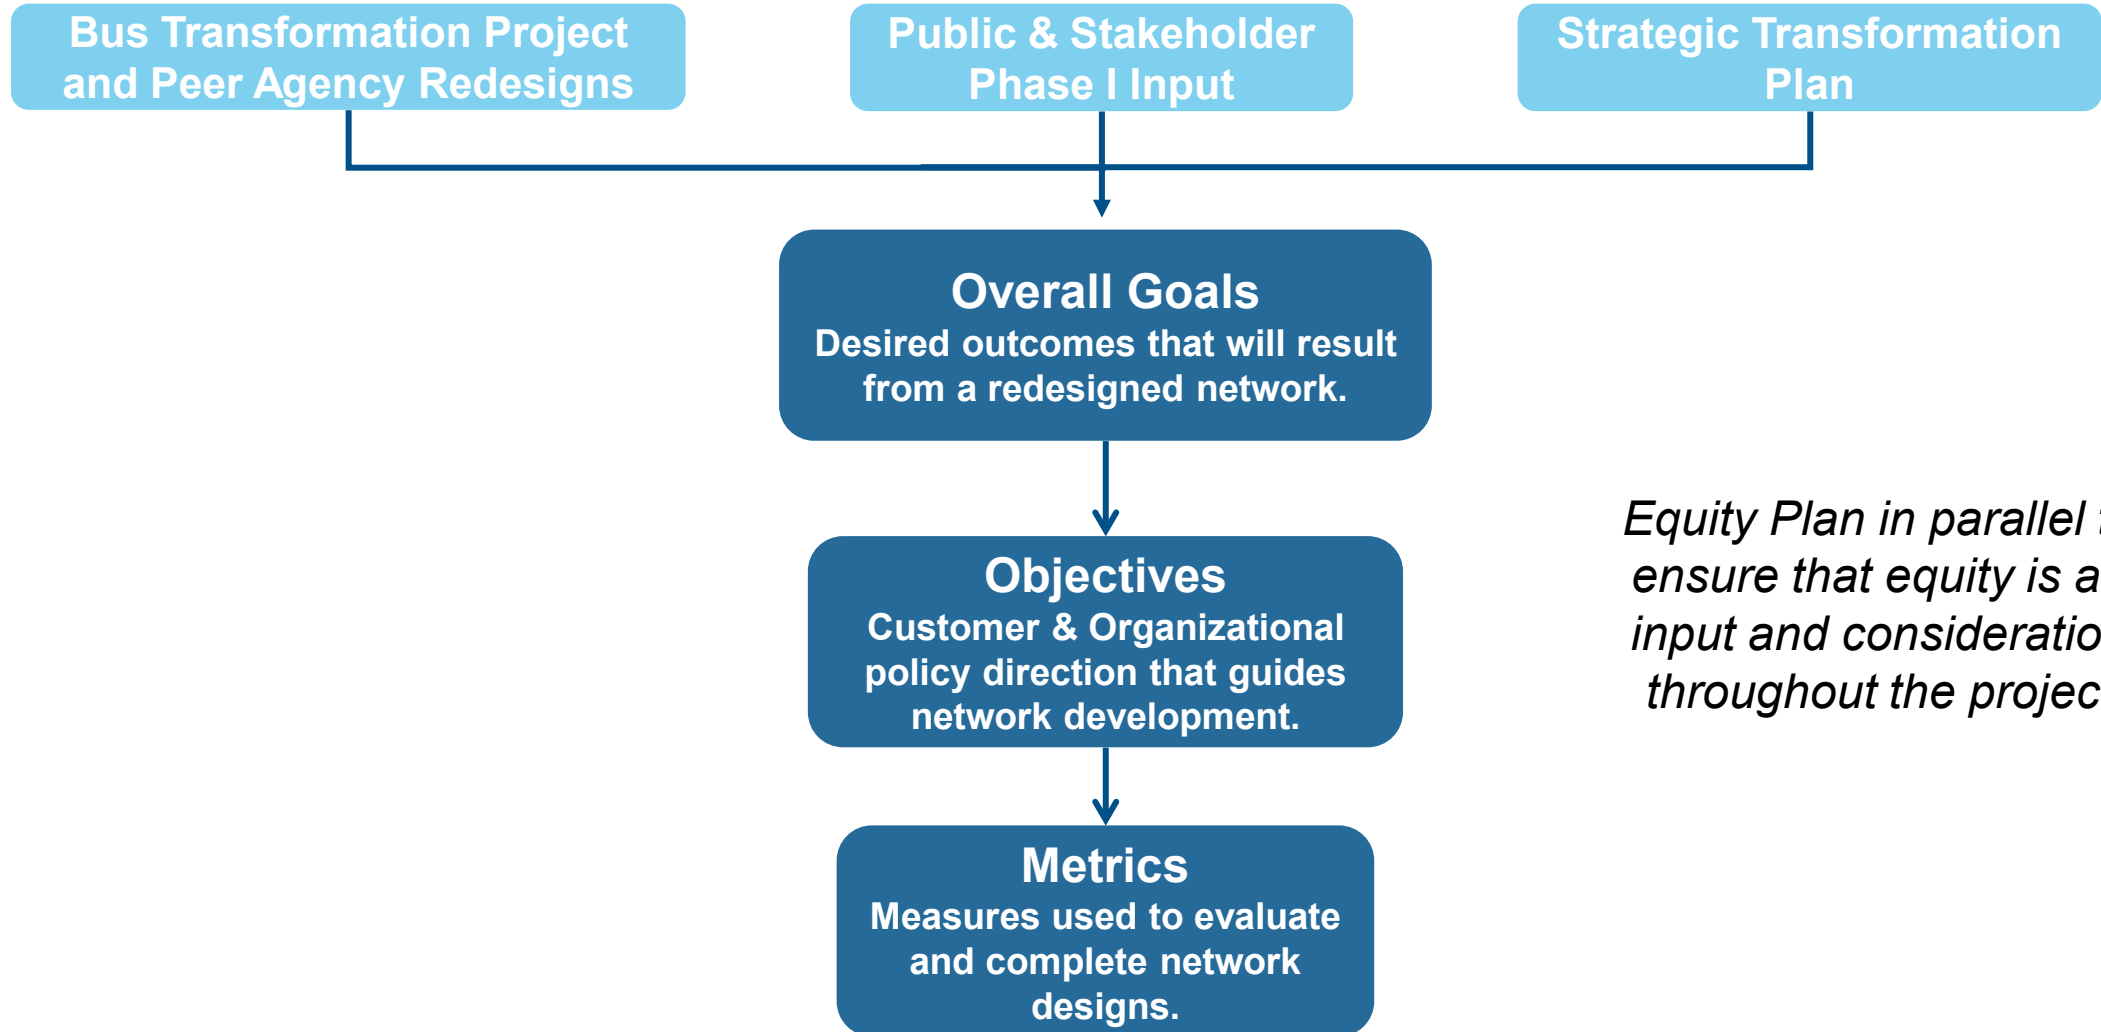 Bus Transformation Project
and Peer Agency Redesigns
Public & Stakeholder
Phase I Input
Strategic Transformation
Plan
Overall Goals
Desired outcomes that will result
from a redesigned network.
Objectives
Customer & Organizational
policy direction that guides
network development.
Equity Plan in parallel
ensure that equity is
input and
throughout the
Metrics
Measures used to evaluate
and complete network
designs.